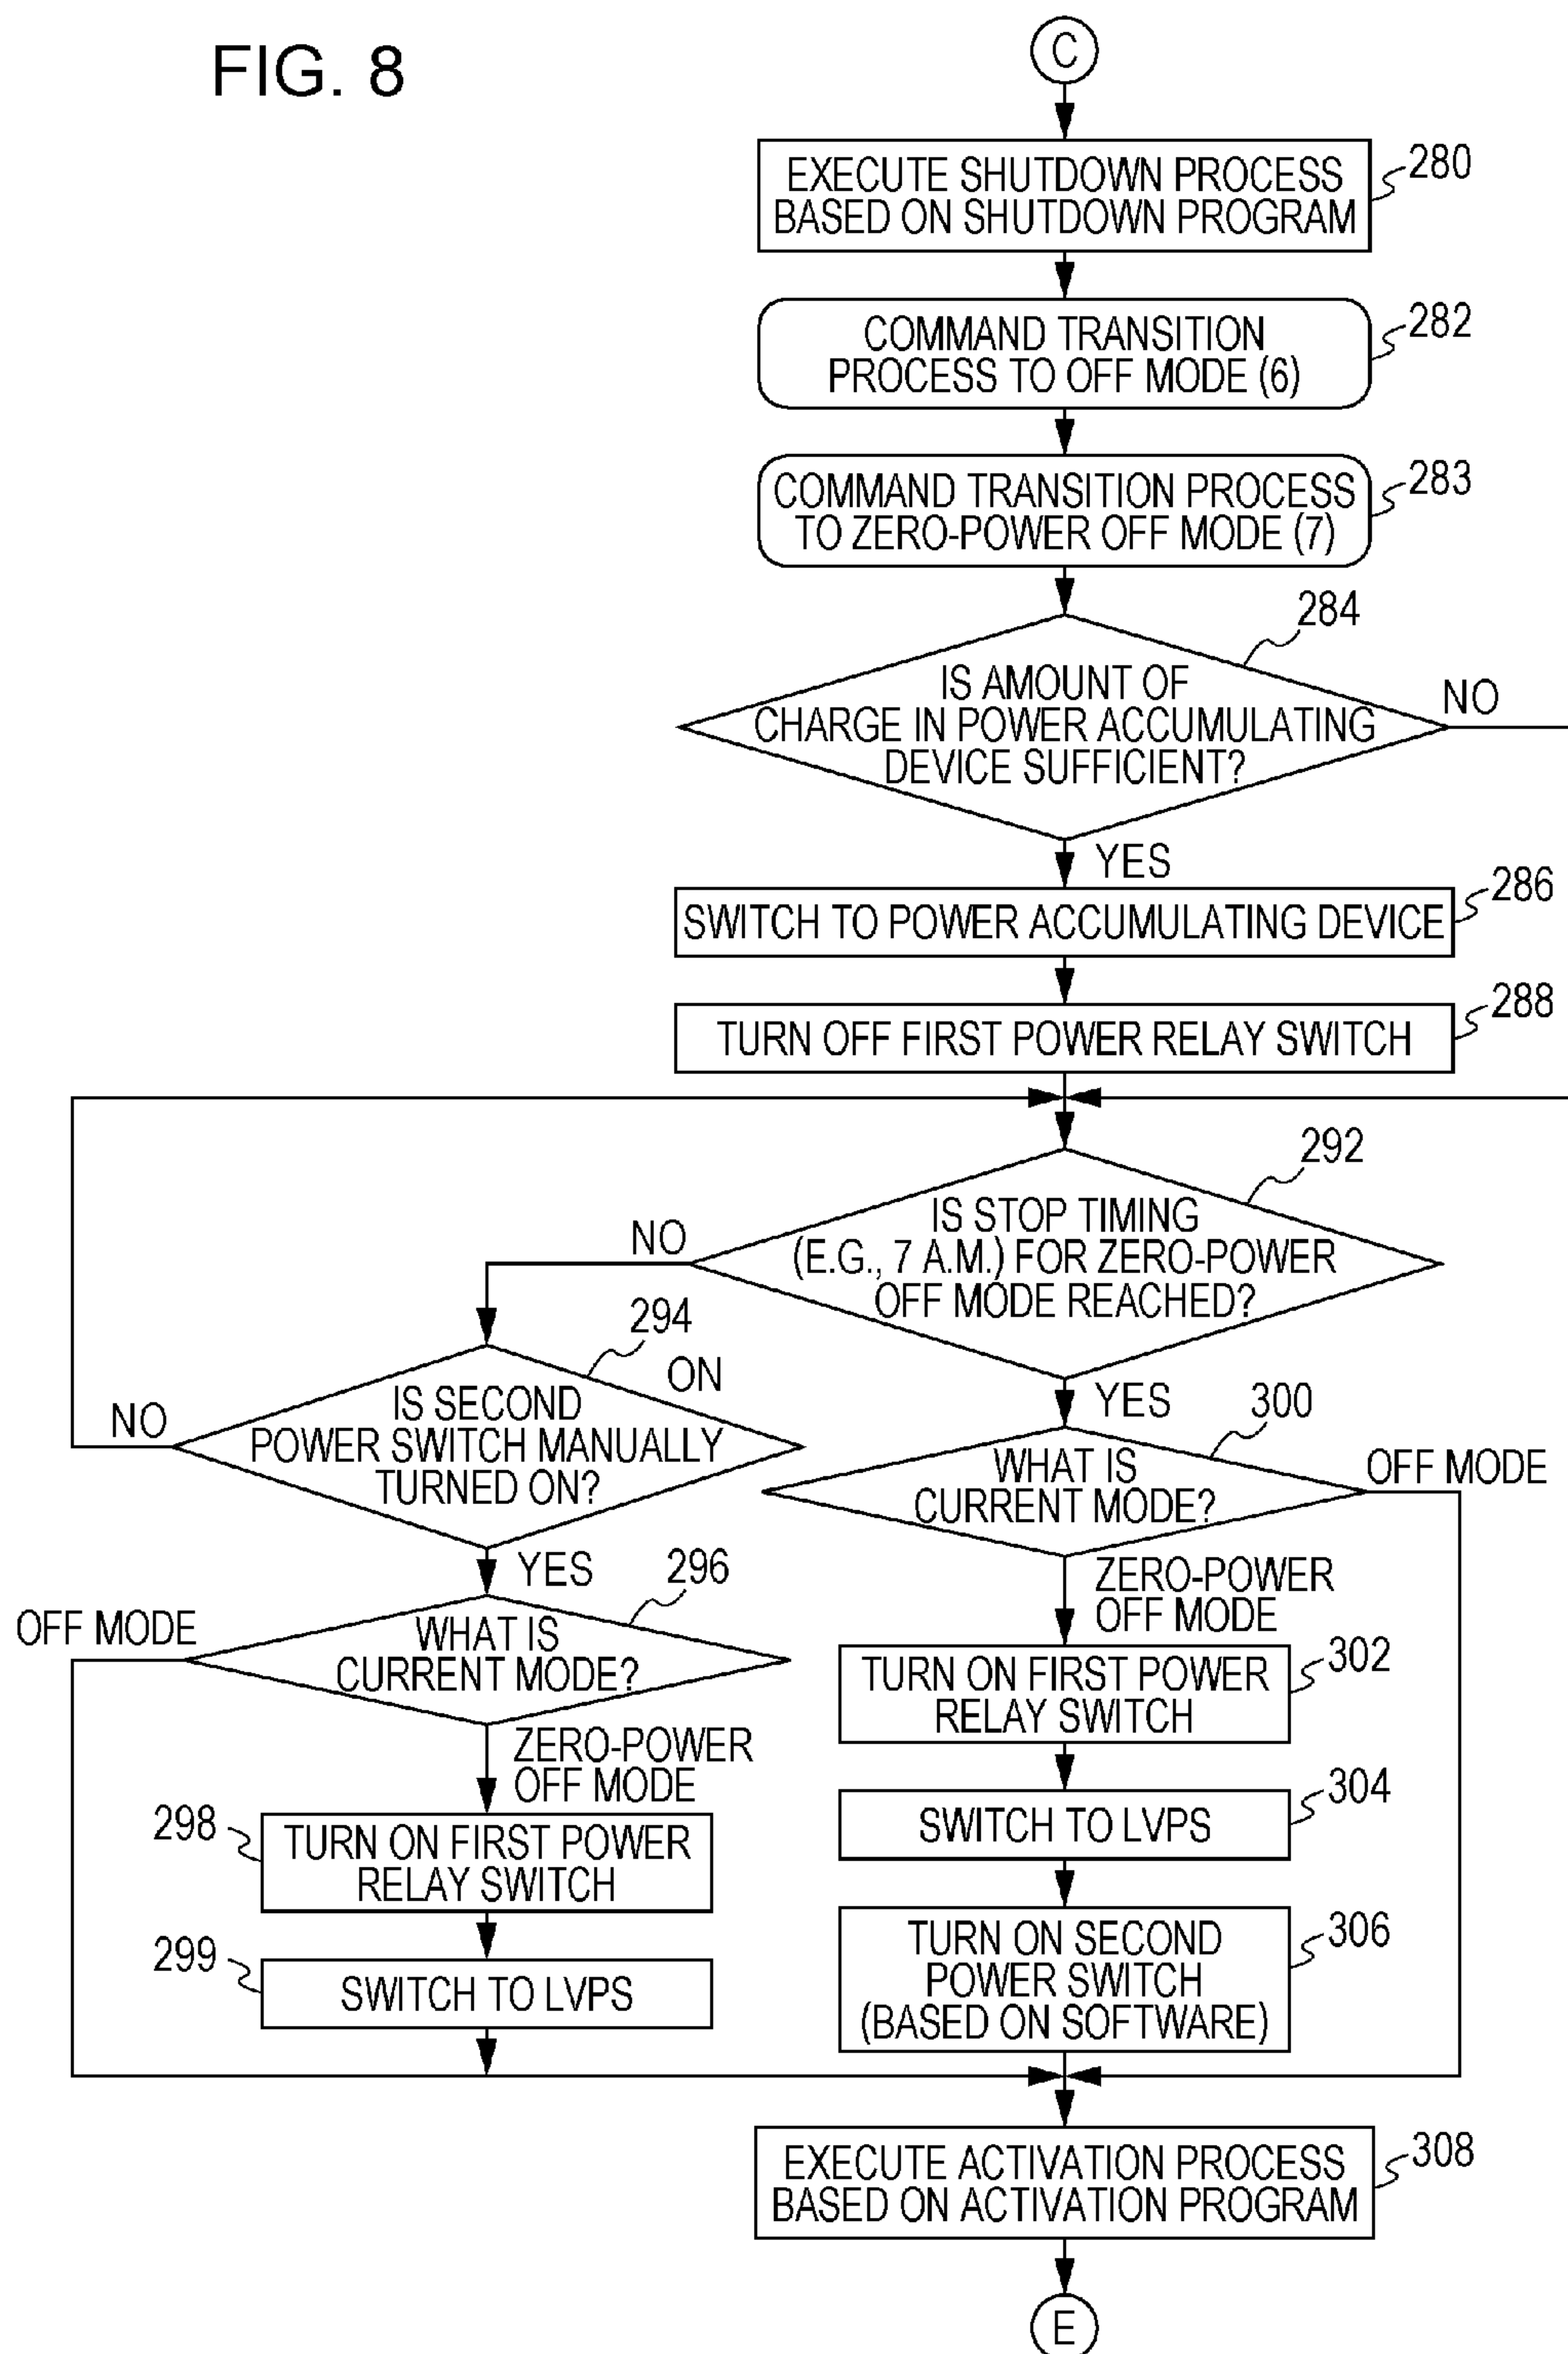 FIG. 8
C
EXECUTE SHUTDOWN PROCESS
BASED ON SHUTDOWN PROGRAM
280
COMMAND TRANSITION
PROCESS TO OFF MODE (6)
282
COMMAND TRANSITION PROCESS
TO ZERO-POWER OFF MODE (7)
283
284
IS AMOUNT OF
CHARGE IN POWER ACCUMULATING
DEVICE SUFFICIENT?
NO
YES
SWITCH TO POWER ACCUMULATING DEVICE
286
TURN OFF FIRST POWER RELAY SWITCH
288
292
IS STOP TIMING
(E.G., 7 A.M.) FOR ZERO-POWER
OFF MODE REACHED?
NO
YES
294
ON
IS SECOND
POWER SWITCH MANUALLY
TURNED ON?
NO
YES
300
WHAT IS
CURRENT MODE?
OFF MODE
ZERO-POWER
OFF MODE
296
WHAT IS
CURRENT MODE?
OFF MODE
ZERO-POWER
OFF MODE
302
TURN ON FIRST POWER
RELAY SWITCH
298
TURN ON FIRST POWER
RELAY SWITCH
304
SWITCH TO LVPS
299
SWITCH TO LVPS
306
TURN ON SECOND
POWER SWITCH
(BASED ON SOFTWARE)
308
EXECUTE ACTIVATION PROCESS
BASED ON ACTIVATION PROGRAM
E